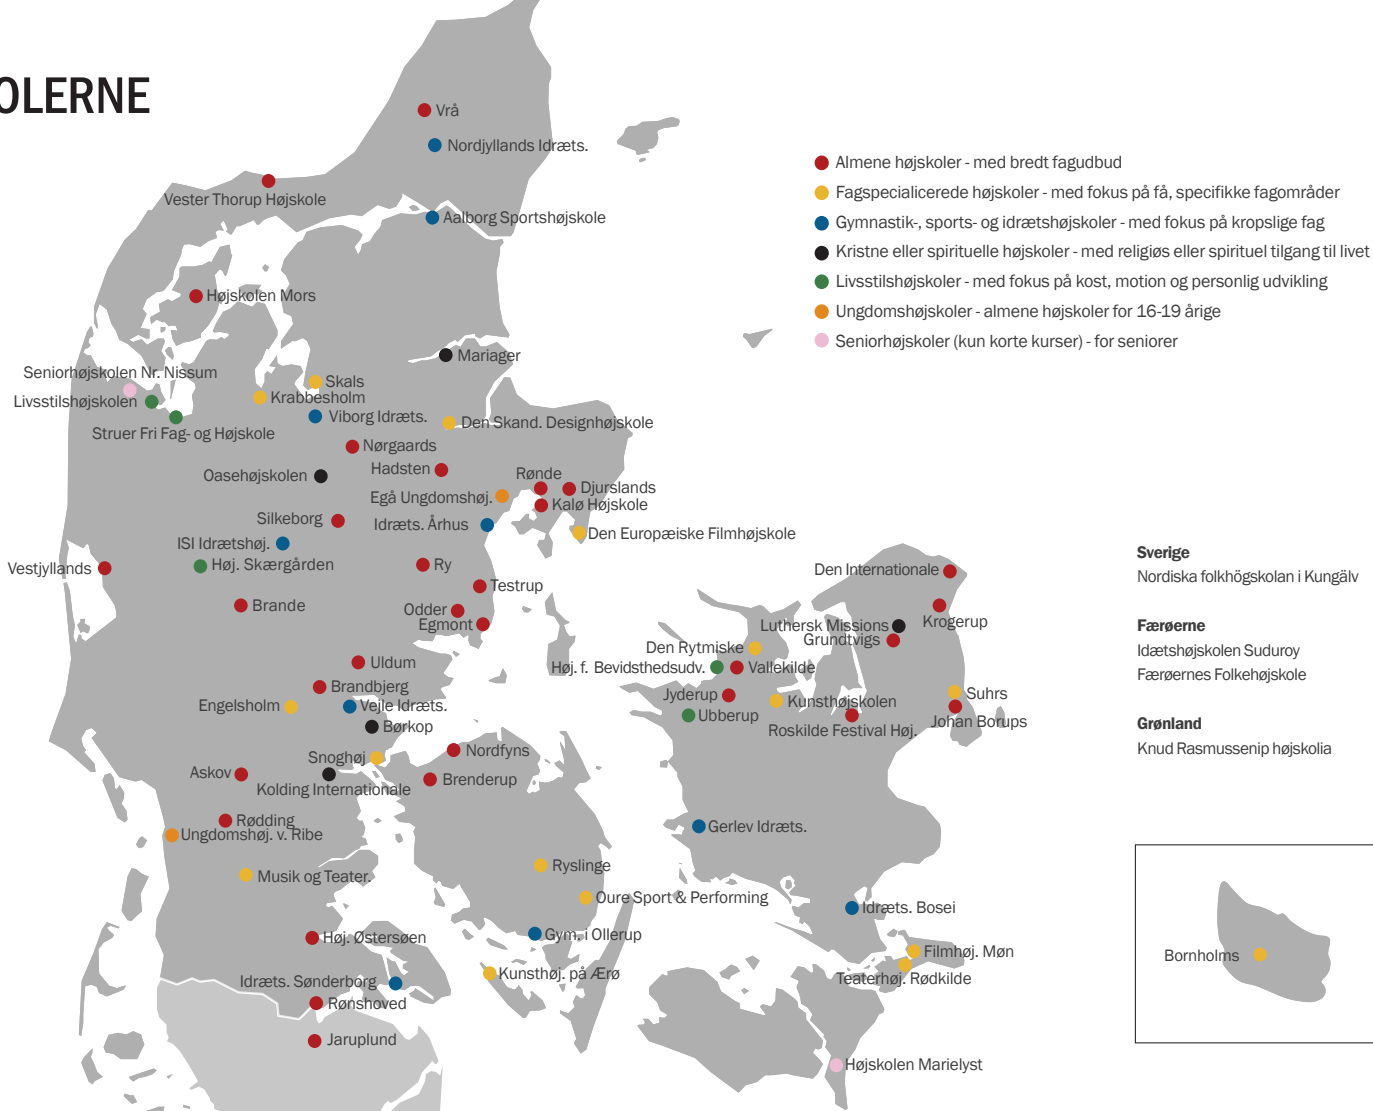 OLERNE
Vrå
Nordjyllands Idræts.
Vester Thorup Højskole
Aalborg Sportshøjskole
Almene højskoler - med bredt fagudbud
Fagspecialicerede højskoler - med fokus på få, specifikke fagområder
Gymnastik-, sports- og idrætshøjskoler - med fokus på kropslige fag
Kristne eller spirituelle højskoler - med religiøs eller spirituel tilgang til livet
Livsstilshøjskoler - med fokus på kost, motion og personlig udvikling
Ungdomshøjskoler - almene højskoler for 16-19 årige
Seniorhøjskoler (kun korte kurser) - for seniorer
Højskolen Mors
Mariager
Seniorhøjskolen Nr. Nissum
Skals
Krabbesholm
Livsstilshøjskolen
Viborg Idræts.
Den Skand. Designhøjskole
Struer Fri Fag- og Højskole
Nørgaards
Hadsten
Oasehøjskolen
Rønde
Djurslands
Egå Ungdomshøj.
Kalø Højskole
Silkeborg
Idræts. Århus
Den Europæiske Filmhøjskole
ISI Idrætshøj.
Høj. Skærgården
Vestjyllands
Ry
Testrup
Brande
Odder
Egmont
Uldum
Brandbjerg
Engelsholm
Vejle Idræts.
Børkop
Snoghøj
Nordfyns
Askov
Kolding Internationale
Brenderup
Rødding
Ungdomshøj. v. Ribe
Musik og Teater.
Ryslinge
Oure Sport & Performing
Høj. Østersøen
Gym. i Ollerup
Idræts. Sønderborg
Kunsthøj. på Ærø
Rønshoved
Jaruplund
Den Internationale
Krogerup
Luthersk Missions
Grundtvigs
Den Rytmiske
Høj. f. Bevidsthedsudv.
Vallekilde
Jyderup
Kunsthøjskolen
Suhrs
Ubberup
Roskilde Festival Høj.
Johan Borups
Gerlev Idræts.
Idræts. Bosei
Filmhøj. Møn
Teaterhøj. Rødkilde
Højskolen Marielyst
Sverige
Nordiska folkhögskolan i Kungälv
Færøerne
Idætshøjskolen Suduroy
Færøernes Folkehøjskole
Grønland
Knud Rasmussenip højskolia
Bornholms